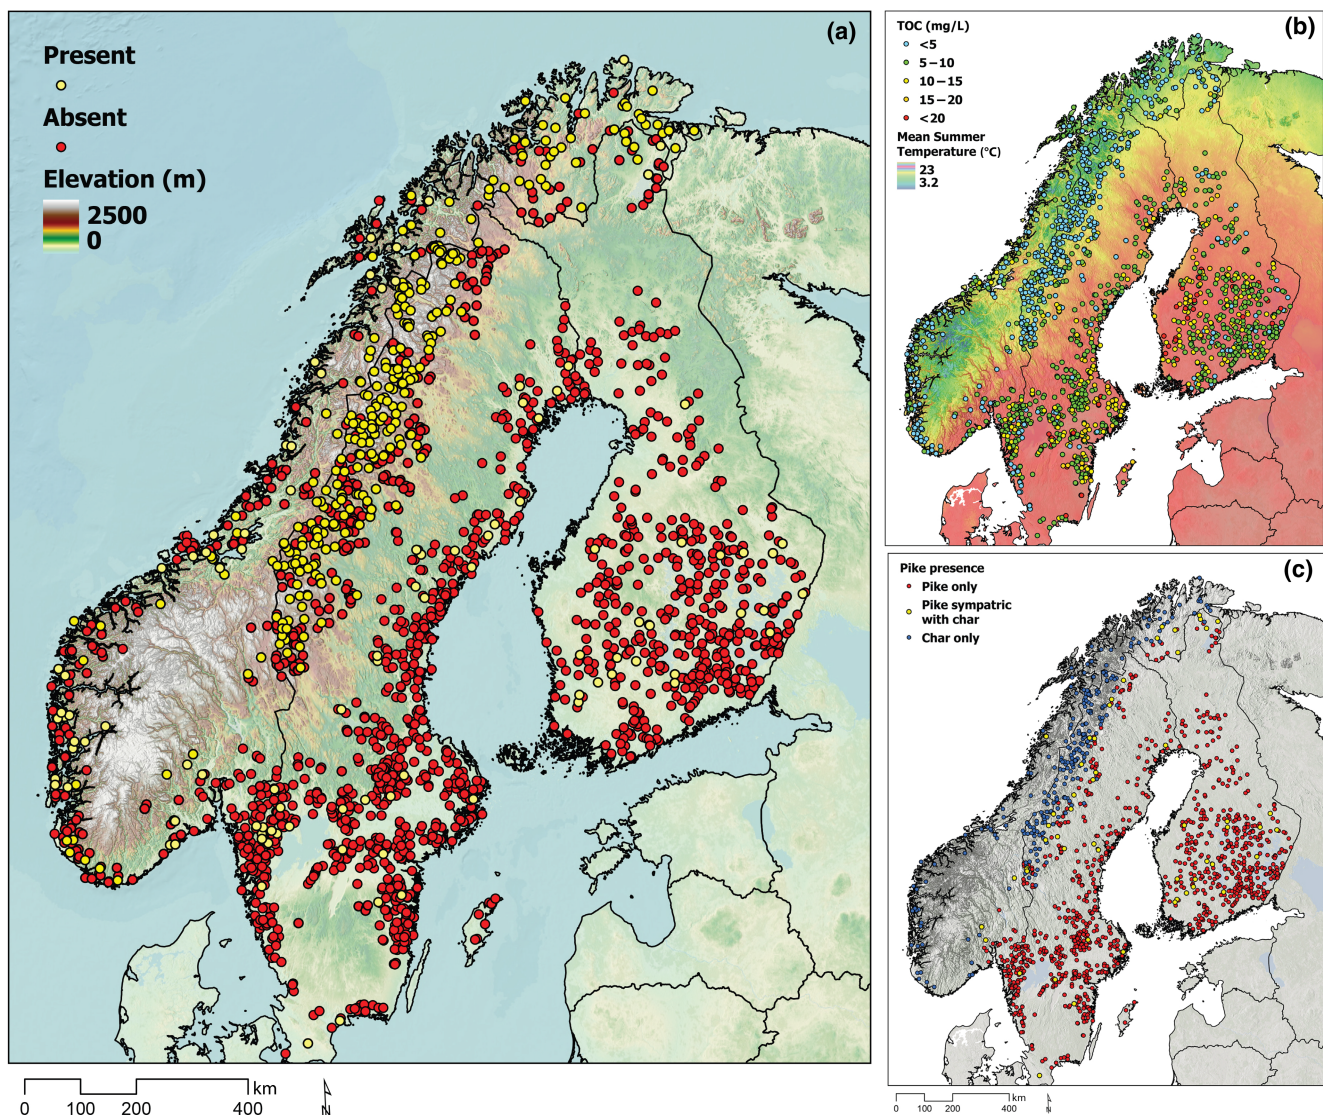 (a)
Present
Absent
Elevation (m)
2500
0
0 100 200 400
km
N
(b)
TOC (mg/L)
<5
5–10
10–15
15–20
<20
Mean Summer
Temperature (°C)
23
3.2
(c)
Pike presence
Pike only
Pike sympatric
with char
Char only
0 100 200 400
km
N